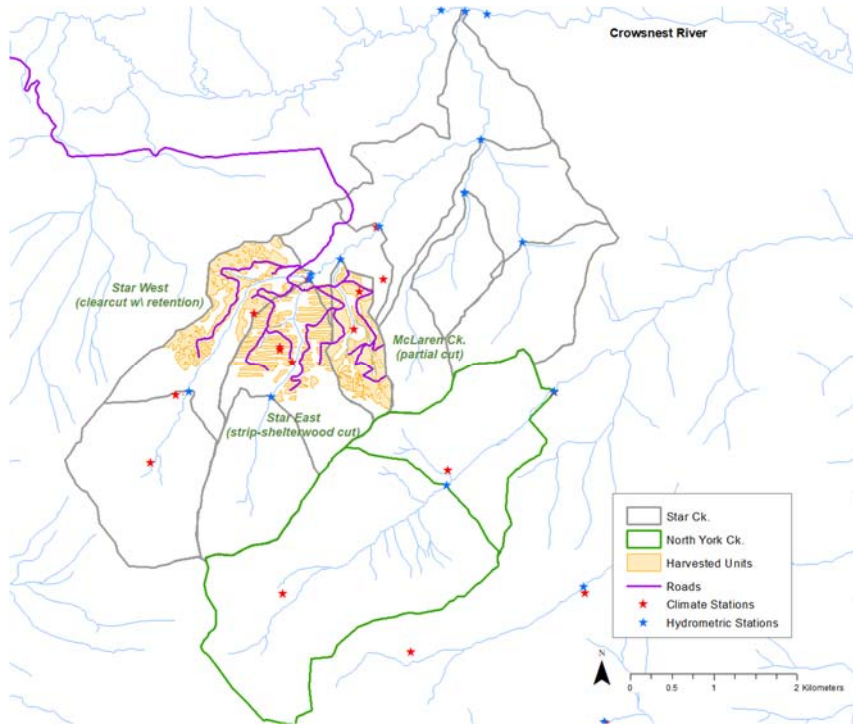 Crowsnest River
Star West
(clearcut w\ retention)
McLaren Ck.
(partial cut)
Star East
(strip-shelterwood cut)
Star Ck.
North York Ck.
Harvested Units
Roads
Climate Stations
Hydrometric Stations
N
0 0.5 1 2 Kilometers